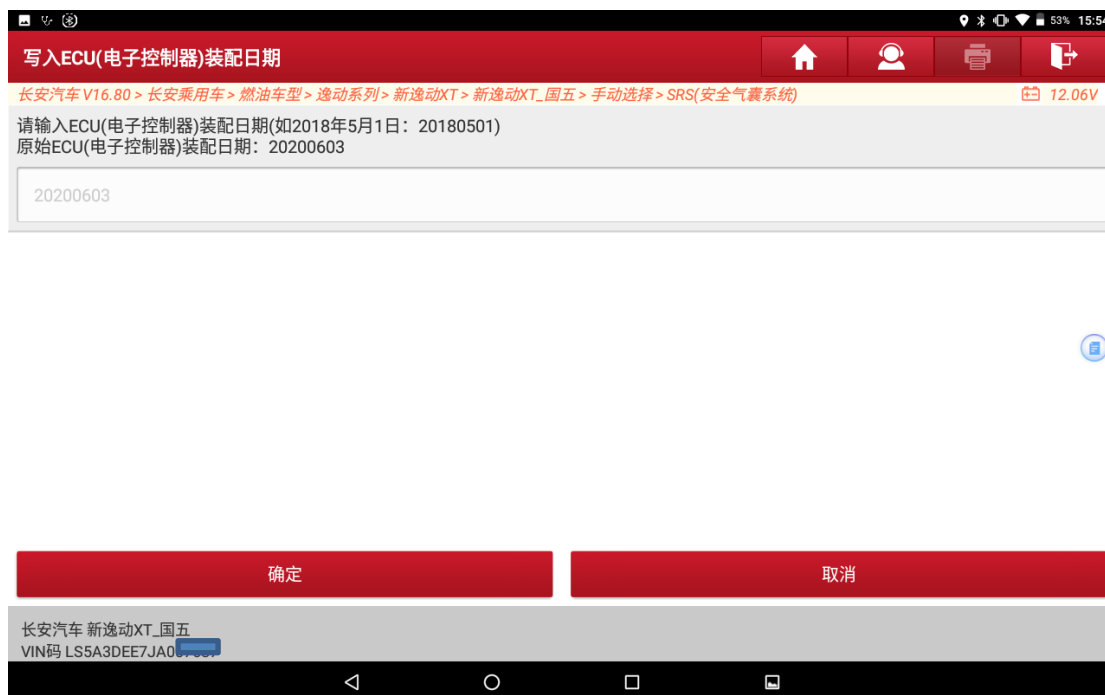 53% 15:54
写入ECU(电子控制器)装配日期
长安汽车 V16.80 > 长安乘用车 > 燃油车型 > 逸动系列 > 新逸动XT > 新逸动XT_国五 > 手动选择 > SRS(安全气囊系统) 12.06V
请输入ECU(电子控制器)装配日期(如2018年5月1日：20180501)
原始ECU(电子控制器)装配日期：20200603
20200603
确定 取消
长安汽车 新逸动XT_国五
VIN码 LS5A3DEE7JA0